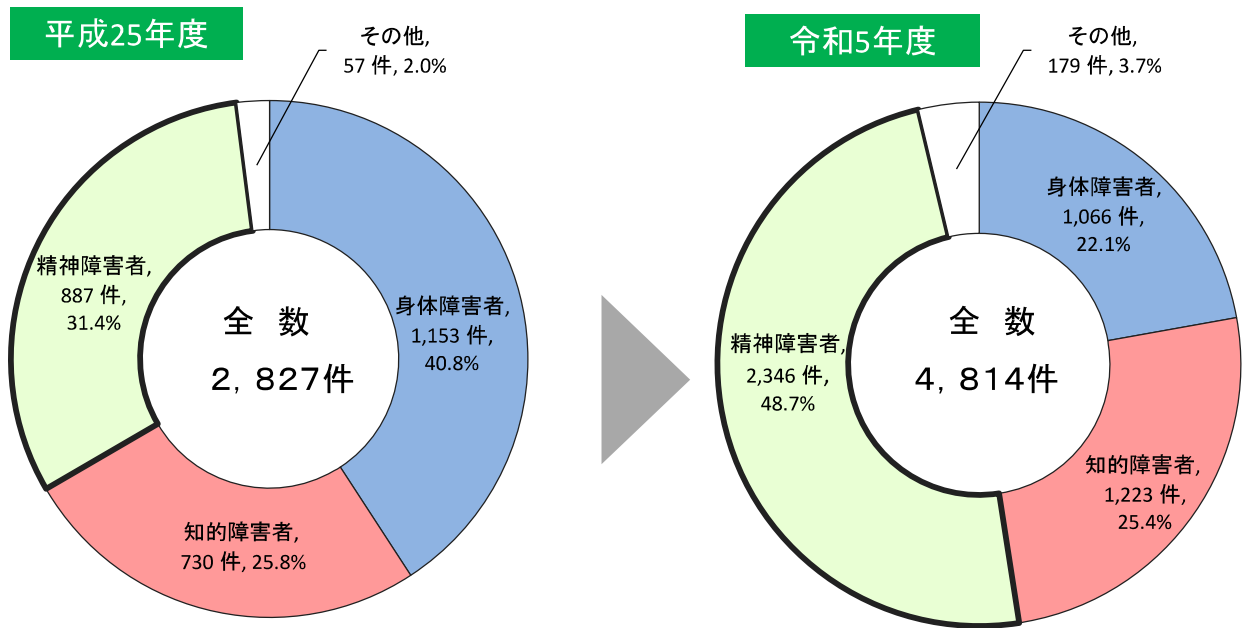 平成25年度
その他,
57 件, 2.0%
身体障害者,
1,153 件,
40.8%
知的障害者,
730 件, 25.8%
精神障害者,
887 件,
31.4%
全 数
2,827件
令和5年度
その他,
179 件, 3.7%
身体障害者,
1,066 件,
22.1%
知的障害者,
1,223 件,
25.4%
精神障害者,
2,346 件,
48.7%
全 数
4,814件